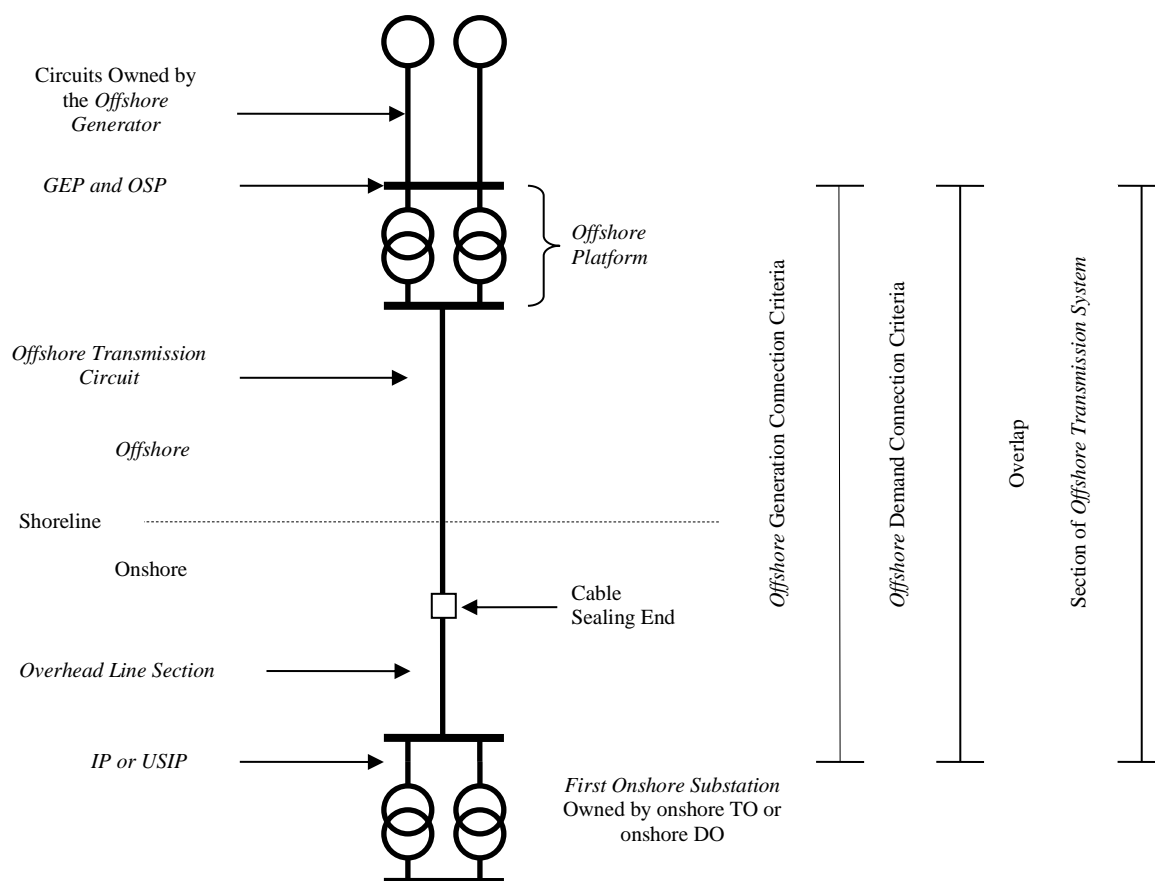 Circuits Owned by
the Offshore
Generator
GEP and OSP
Offshore
Platform
Offshore Transmission
Circuit
Offshore
Shoreline
Onshore
Cable
Sealing End
Overhead Line Section
IP or USIP
First Onshore Substation
Owned by onshore TO or
onshore DO
Offshore Generation Connection Criteria
Offshore Demand Connection Criteria
Overlap
Section of Offshore Transmission System